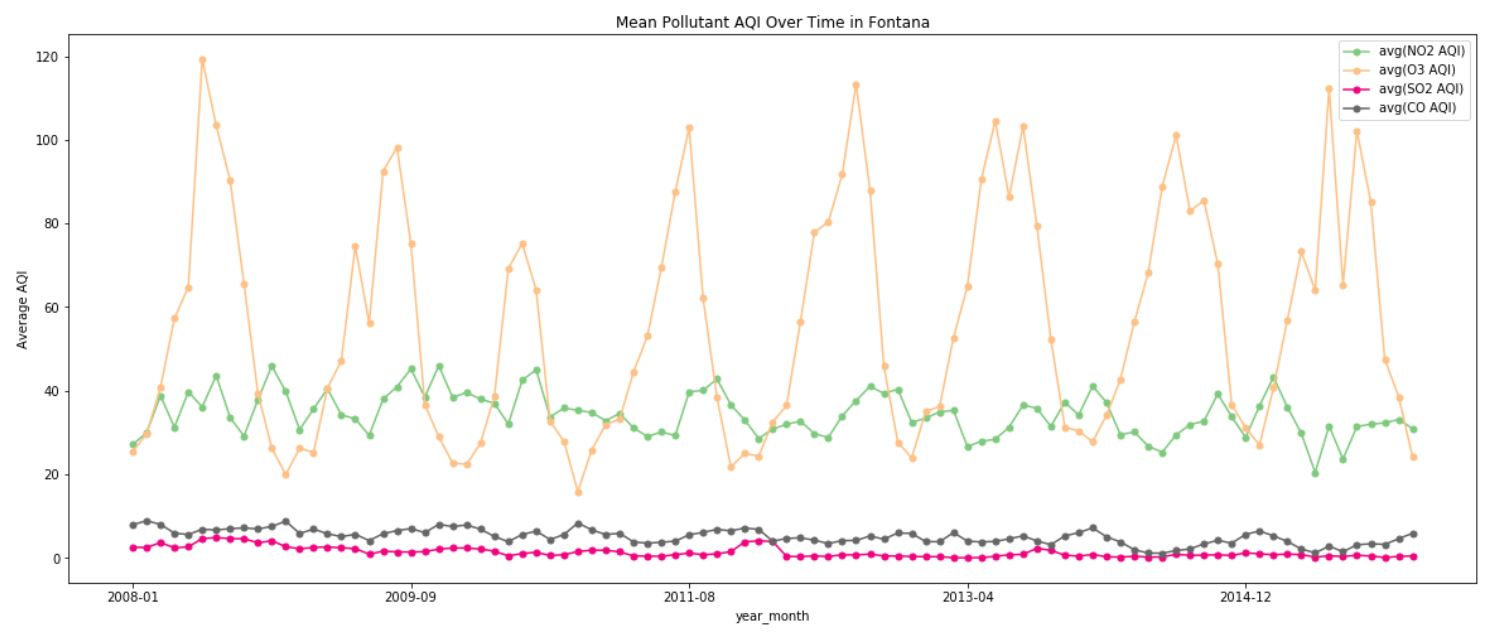 Mean Pollutant AQI Over Time in Fontana
avg(NO2 AQI)
avg(O3 AQI)
avg(SO2 AQI)
avg(CO AQI)
Average AQI
120
100
80
60
40
20
0
2008-01
2009-09
2011-08
2013-04
2014-12
year_month